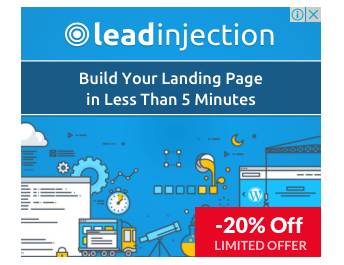 leadinjection
Build Your Landing Page
in Less Than 5 Minutes
-20% Off
LIMITED OFFER